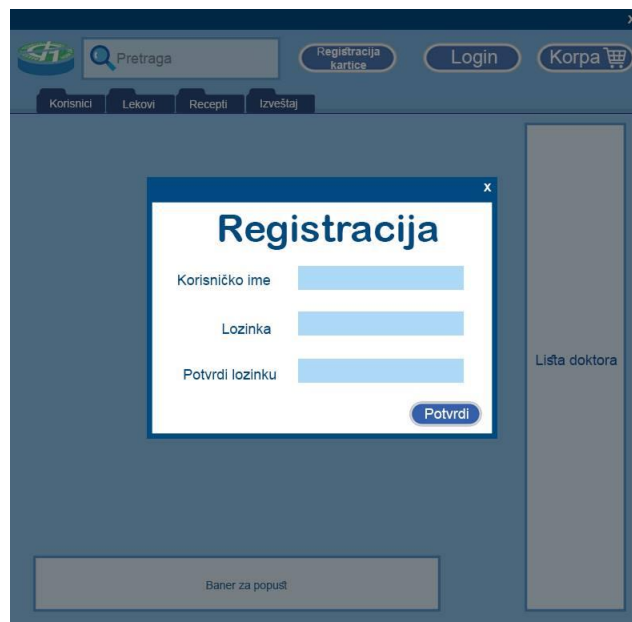 x
Pretraga
Registracija
kartice
Login
Korpa
Korisnici
Lekovi
Recepti
Izveštaj
x
Registracija
Korisničko ime
Lozinka
Potvrdi lozinku
Potvrdi
Lista doktora
Baner za popust